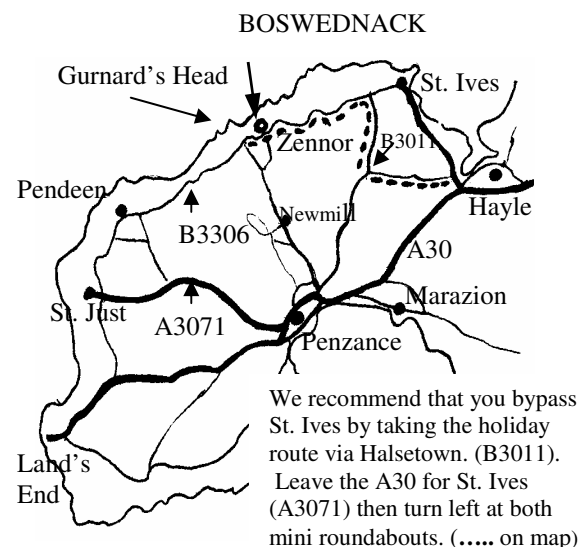 BOSWEDNACK
Gurnard's Head
St. Ives
Zennor
B3011
Pendeen
Hayle
Newmill
B3306
A30
St. Just
A3071
Marazion
Penzance
Land's
End
We recommend that you bypass
St. Ives by taking the holiday
route via Halsetown. (B3011).
Leave the A30 for St. Ives
(A3071) then turn left at both
mini roundabouts. (..... on map)